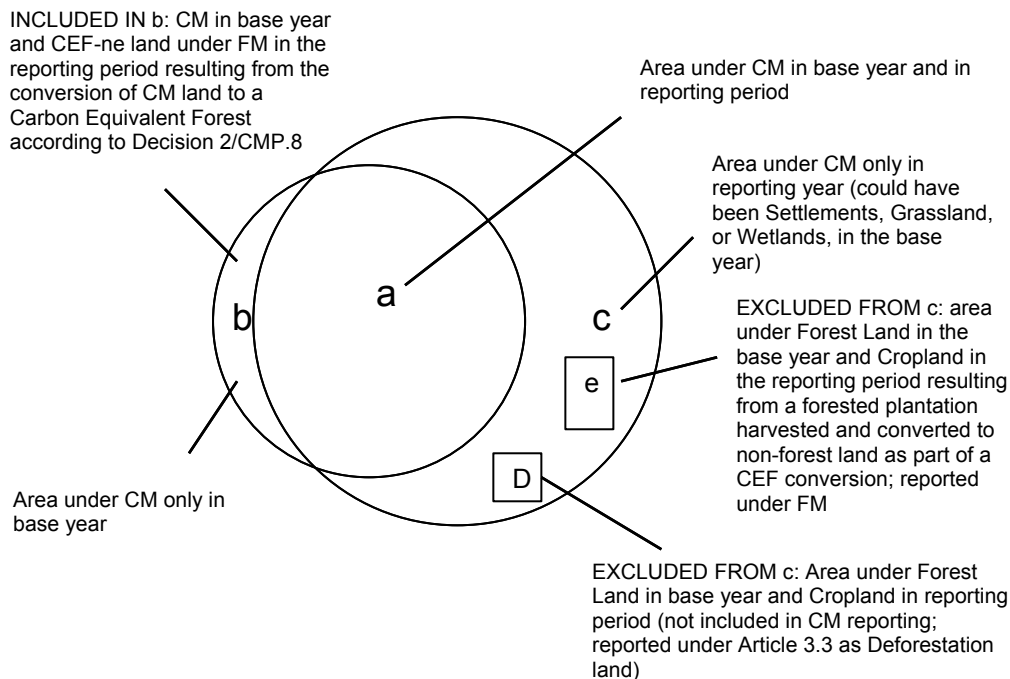 INCLUDED IN b: CM in base year
and CEF-ne land under FM in the
reporting period resulting from the
conversion of CM land to a
Carbon Equivalent Forest
according to Decision 2/CMP.8
Area under CM in base year and in
reporting period
Area under CM only in
reporting year (could have
been Settlements, Grassland,
or Wetlands, in the base
year)
a
b
c
EXCLUDED FROM c: area
under Forest Land in the
base year and Cropland in
the reporting period resulting
from a forested plantation
harvested and converted to
non-forest land as part of a
CEF conversion; reported
under FM
e
D
Area under CM only in
base year
EXCLUDED FROM c: Area under Forest
Land in base year and Cropland in reporting
period (not included in CM reporting;
reported under Article 3.3 as Deforestation
land)